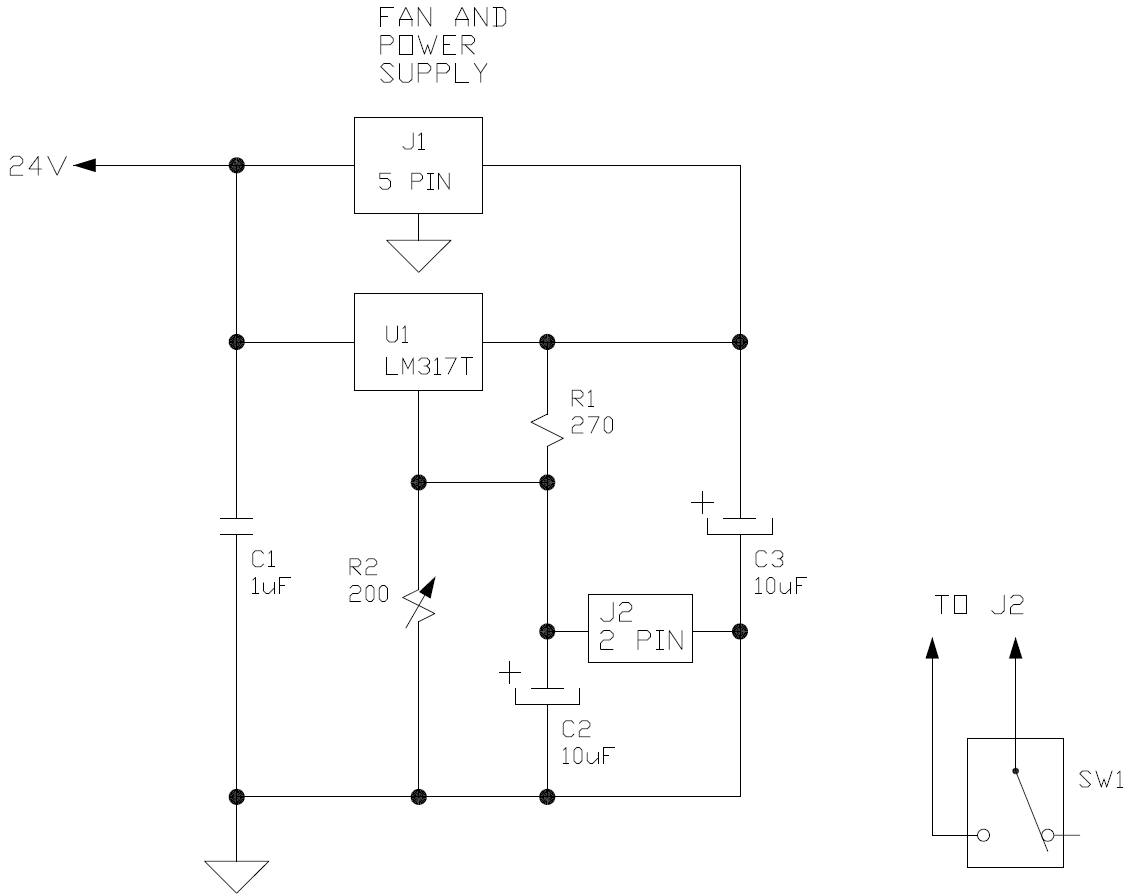 FAN AND
POWER
SUPPLY
J1
24V
5 PIN
U1
LM317T
R1
270
+
C1
1uF
R2
200
C3
10uF
J2
2 PIN
TO J2
+
C2
10uF
SW1